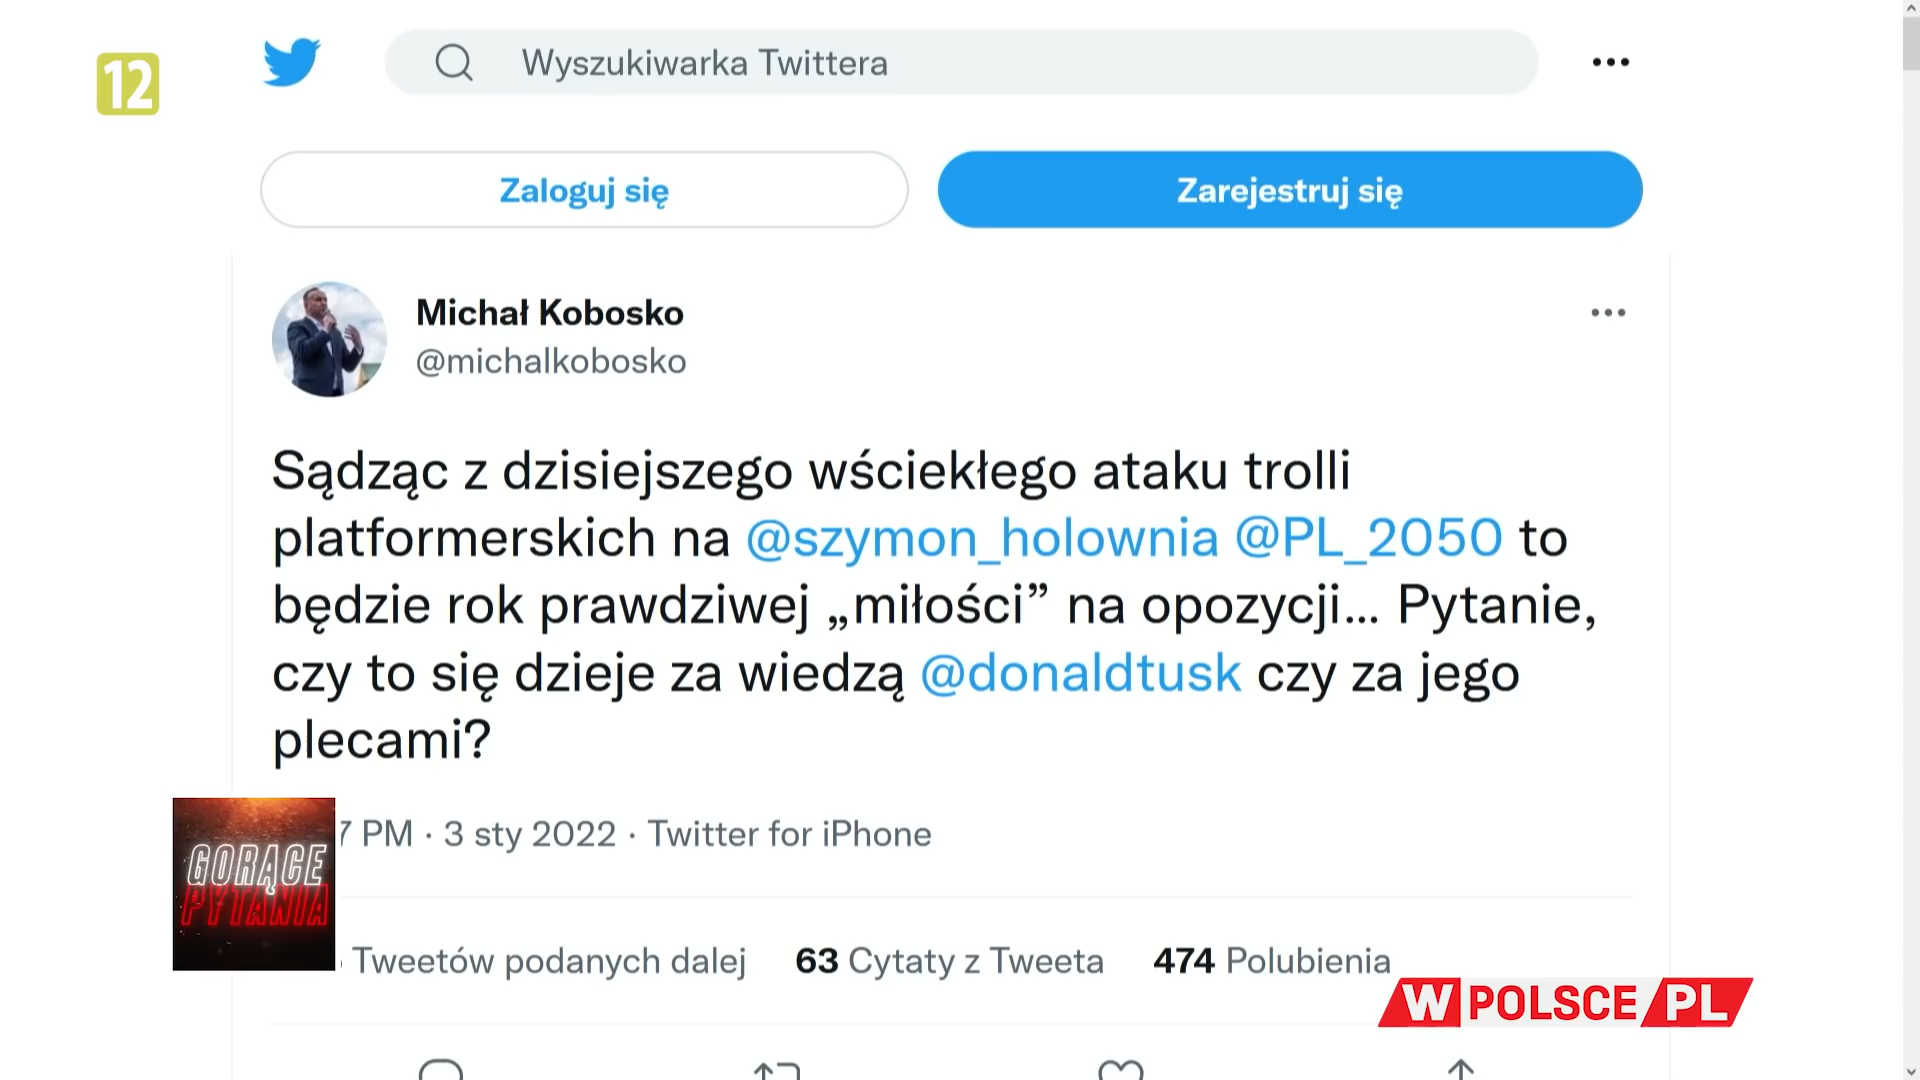 12
Wyszukiwarka Twittera
Zaloguj się
Zarejestruj się
Michał Kobosko
@michalkobosko
Sądząc z dzisiejszego wściekłego ataku trolli
platformerskich na @szymon_holownia @PL_2050 to
będzie rok prawdziwej „miłości” na opozycji... Pytanie,
czy to się dzieje za wiedzą @donaldtusk czy za jego
plecami?
7 PM · 3 sty 2022 · Twitter for iPhone
GORĄCE
PYTANIA
Tweetów podanych dalej 63 Cytaty z Tweeta 474 Polubienia
W POLSCE PL